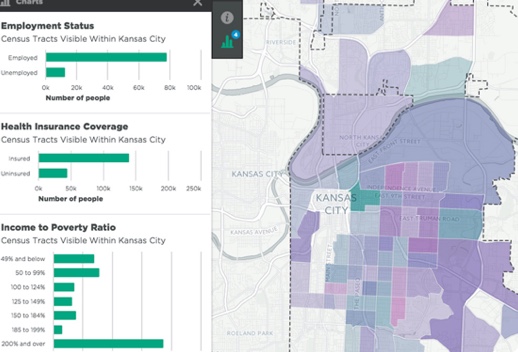 Charts
Employment Status
Census Tracts Visible Within Kansas City
Employed
Unemployed
0k 20k 40k 60k 80k 100k
Number of people
Health Insurance Coverage
Census Tracts Visible Within Kansas City
Insured
Uninsured
0k 50k 100k 150k 200k 250k
Number of people
Income to Poverty Ratio
Census Tracts Visible Within Kansas City
49% and below
50 to 99%
100 to 124%
125 to 149%
150 to 184%
185 to 199%
200% and over
4
RIVERSIDE
NORTH KANSAS
CITY
KANSAS CITY
INDEPENDENCE AVENUE
KANSAS
CITY
EAST 9TH STREET
EAST TRUMAN ROAD
KANSAS AVENUE
ROELAND PARK